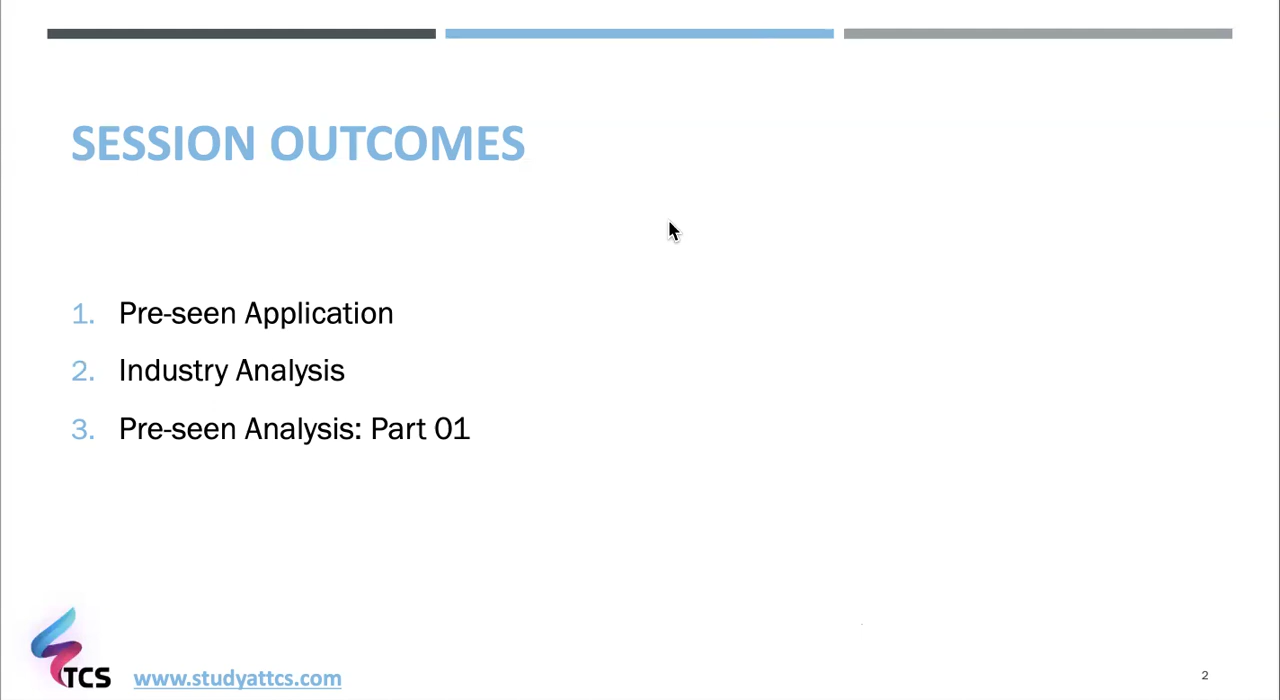 SESSION OUTCOMES
1. Pre-seen Application
2. Industry Analysis
3. Pre-seen Analysis: Part 01
TCS
www.studyattcs.com
2